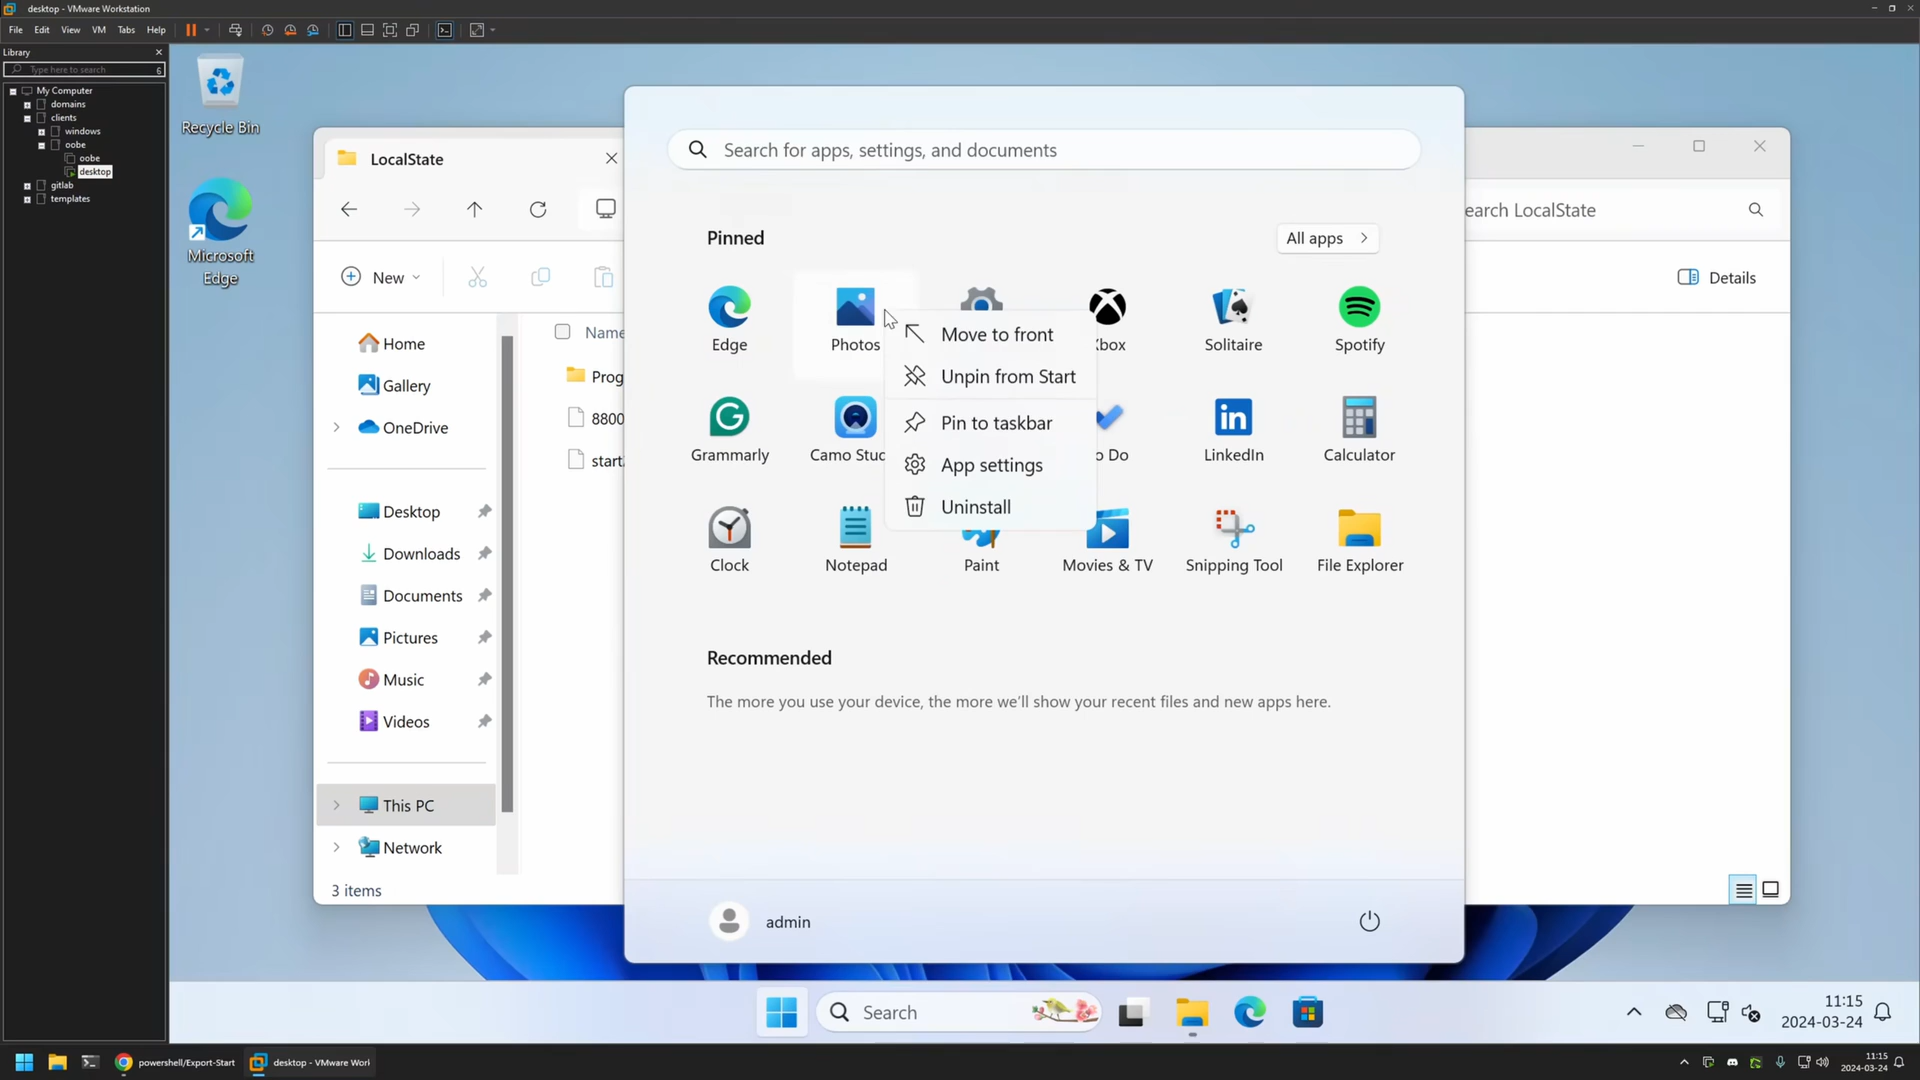 desktop - VMware Workstation
File Edit View VM Tabs Help
Library
Type here to search
My Computer
domains
clients
windows
oobe
oobe
desktop
gitlab
templates
Recycle Bin
Microsoft
Edge
LocalState
New
earch LocalState
Details
Home
Gallery
OneDrive
Desktop
Downloads
Documents
Pictures
Music
Videos
This PC
Network
3 items
Name
Prog
8800
start
Search for apps, settings, and documents
Pinned
All apps
Edge
Photos
Xbox
Solitaire
Spotify
Move to front
Unpin from Start
Pin to taskbar
App settings
Uninstall
Grammarly
Camo Stud
o Do
LinkedIn
Calculator
Clock
Notepad
Paint
Movies & TV
Snipping Tool
File Explorer
Recommended
The more you use your device, the more we'll show your recent files and new apps here.
admin
Search
11:15
2024-03-24
powershell/Export-Start
desktop - VMware Wori
11:15
2024-03-24